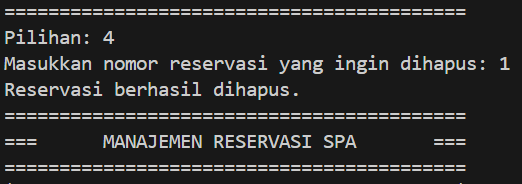 ==========================================
Pilihan: 4
Masukkan nomor reservasi yang ingin dihapus: 1
Reservasi berhasil dihapus.
==========================================
===      MANAJEMEN RESERVASI SPA       ===
==========================================